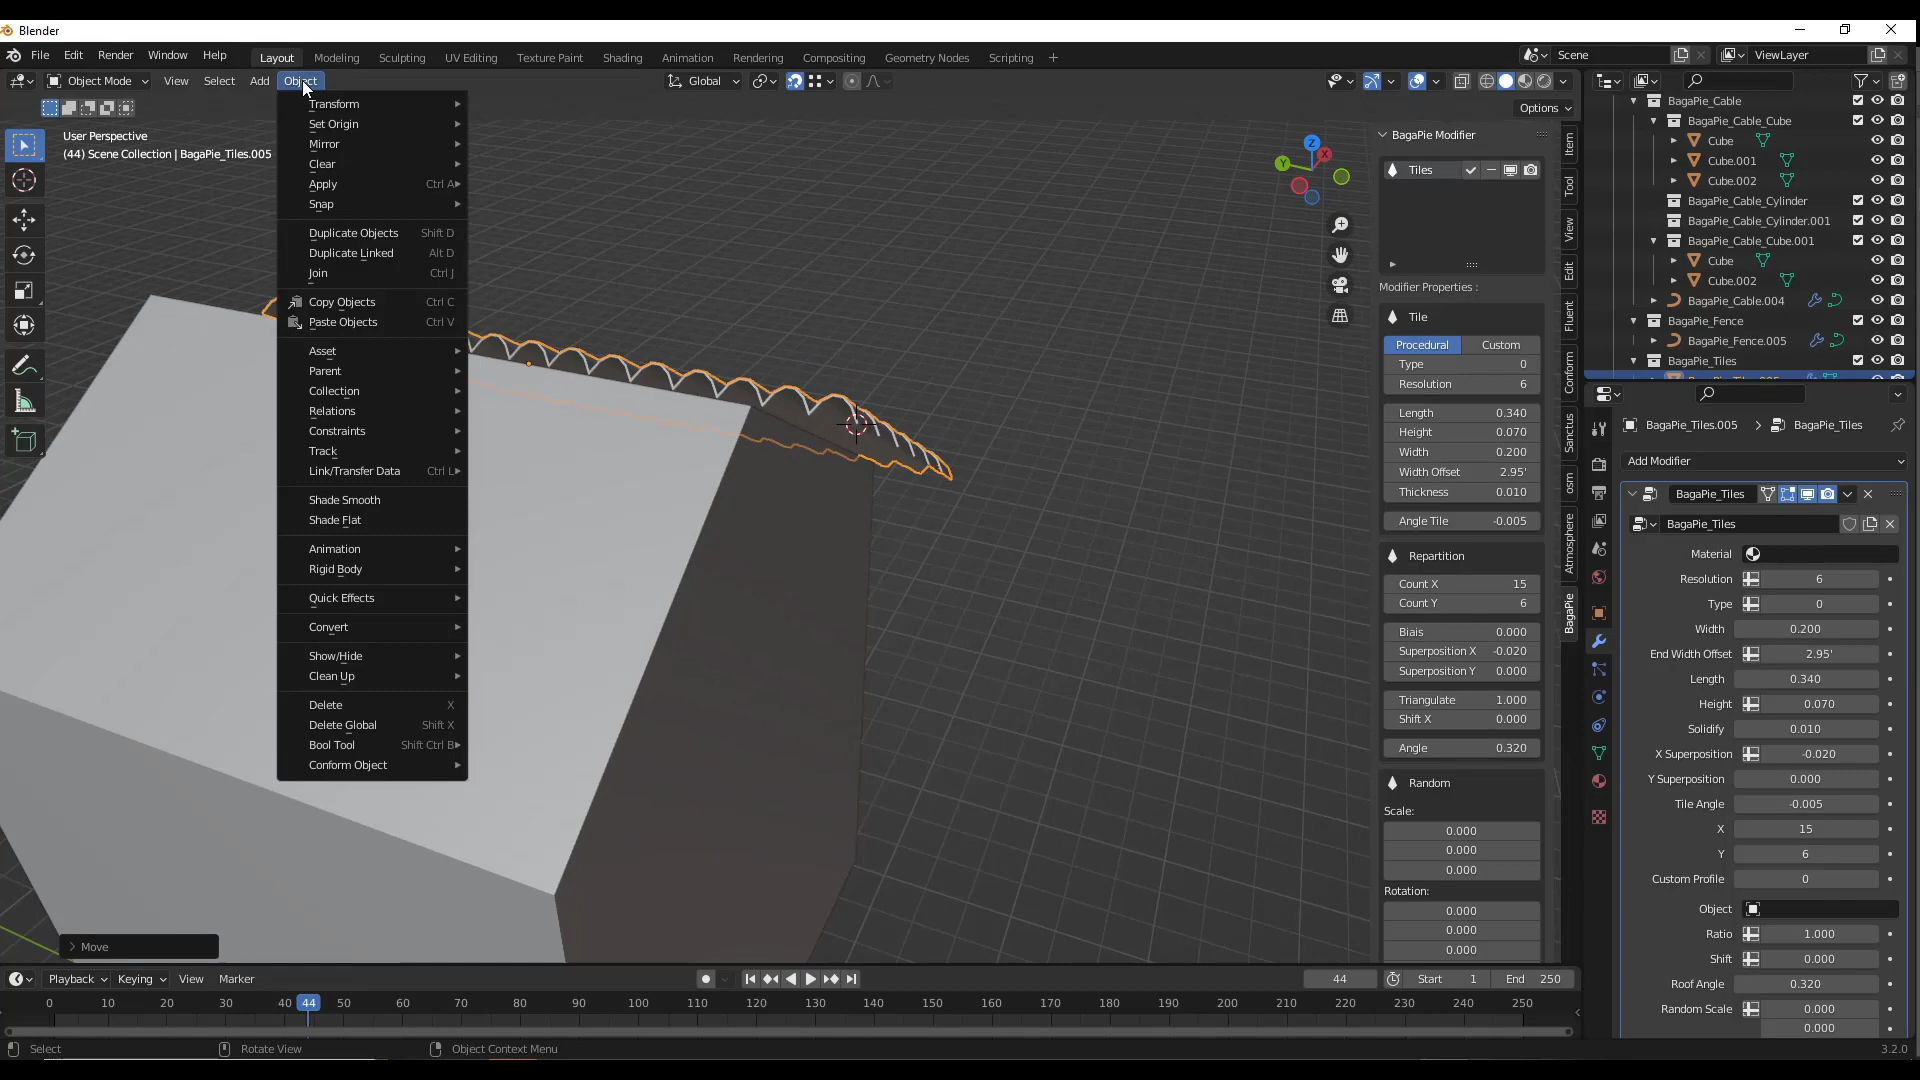 Blender
File Edit Render Window Help
Layout Modeling Sculpting UV Editing Texture Paint Shading Animation Rendering Compositing Geometry Nodes Scripting
Scene
ViewLayer
Object Mode View Select Add Object
Global
Options
User Perspective
(44) Scene Collection | BagaPie_Tiles.005
Transform
Set Origin
Mirror
Clear
Apply Ctrl A
Snap
Duplicate Objects Shift D
Duplicate Linked Alt D
Join Ctrl J
Copy Objects Ctrl C
Paste Objects Ctrl V
Asset
Parent
Collection
Relations
Constraints
Track
Link/Transfer Data Ctrl L
Shade Smooth
Shade Flat
Animation
Rigid Body
Quick Effects
Convert
Show/Hide
Clean Up
Delete X
Delete Global Shift X
Bool Tool Shift Ctrl B
Conform Object
Move
Z
X
Y
BagaPie Modifier
Tiles
Modifier Properties :
Tile
Procedural Custom
Type 0
Resolution 6
Length 0.340
Height 0.070
Width 0.200
Width Offset 2.95'
Thickness 0.010
Angle Tile -0.005
Repartition
Count X 15
Count Y 6
Biais 0.000
Superposition X -0.020
Superposition Y 0.000
Triangulate 1.000
Shift X 0.000
Angle 0.320
Random
Scale:
0.000
0.000
0.000
Rotation:
0.000
0.000
0.000
Item
Tool
View
Edit
Fluent
Conform
Sanctus
osm
Atmosphere
BagaPie
BagaPie_Cable
BagaPie_Cable_Cube
Cube
Cube.001
Cube.002
BagaPie_Cable_Cylinder
BagaPie_Cable_Cylinder.001
BagaPie_Cable_Cube.001
Cube
Cube.002
BagaPie_Cable.004
BagaPie_Fence
BagaPie_Fence.005
BagaPie_Tiles
BagaPie_Tiles.005
BagaPie_Tiles.005 BagaPie_Tiles
Add Modifier
BagaPie_Tiles
BagaPie_Tiles
Material
Resolution 6
Type 0
Width 0.200
End Width Offset 2.95'
Length 0.340
Height 0.070
Solidify 0.010
X Superposition -0.020
Y Superposition 0.000
Tile Angle -0.005
X 15
Y 6
Custom Profile 0
Object
Ratio 1.000
Shift 0.000
Roof Angle 0.320
Random Scale 0.000
0.000
Playback Keying View Marker
44 Start 1 End 250
0 10 20 30 40 44 50 60 70 80 90 100 110 120 130 140 150 160 170 180 190 200 210 220 230 240 250
Select Rotate View Object Context Menu
3.2.0